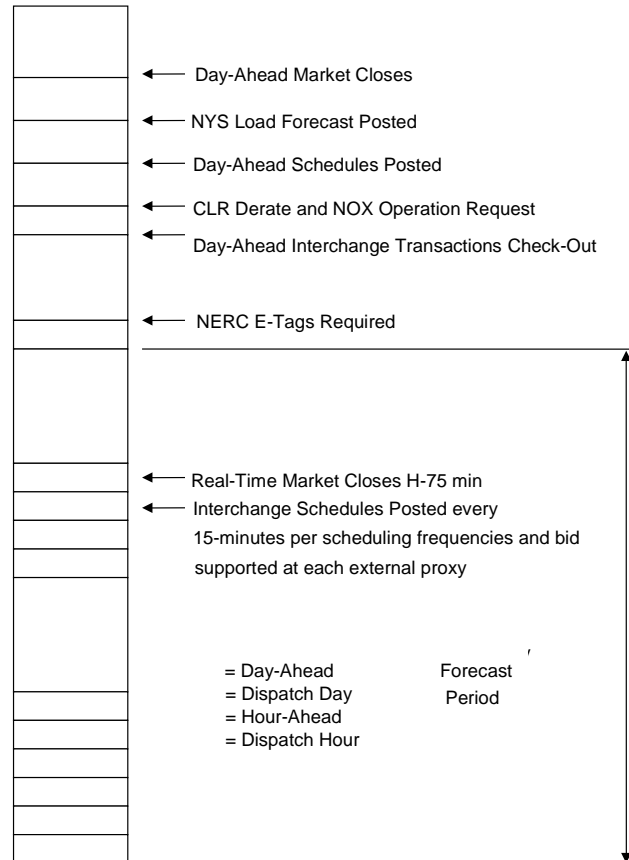 Day-Ahead Market Closes
NYS Load Forecast Posted
Day-Ahead Schedules Posted
CLR Derate and NOX Operation Request
Day-Ahead Interchange Transactions Check-Out
NERC E-Tags Required
Real-Time Market Closes H-75 min
Interchange Schedules Posted every
15-minutes per scheduling frequencies and bid
supported at each external proxy
= Day-Ahead
= Dispatch Day
= Hour-Ahead
= Dispatch Hour
Forecast
Period